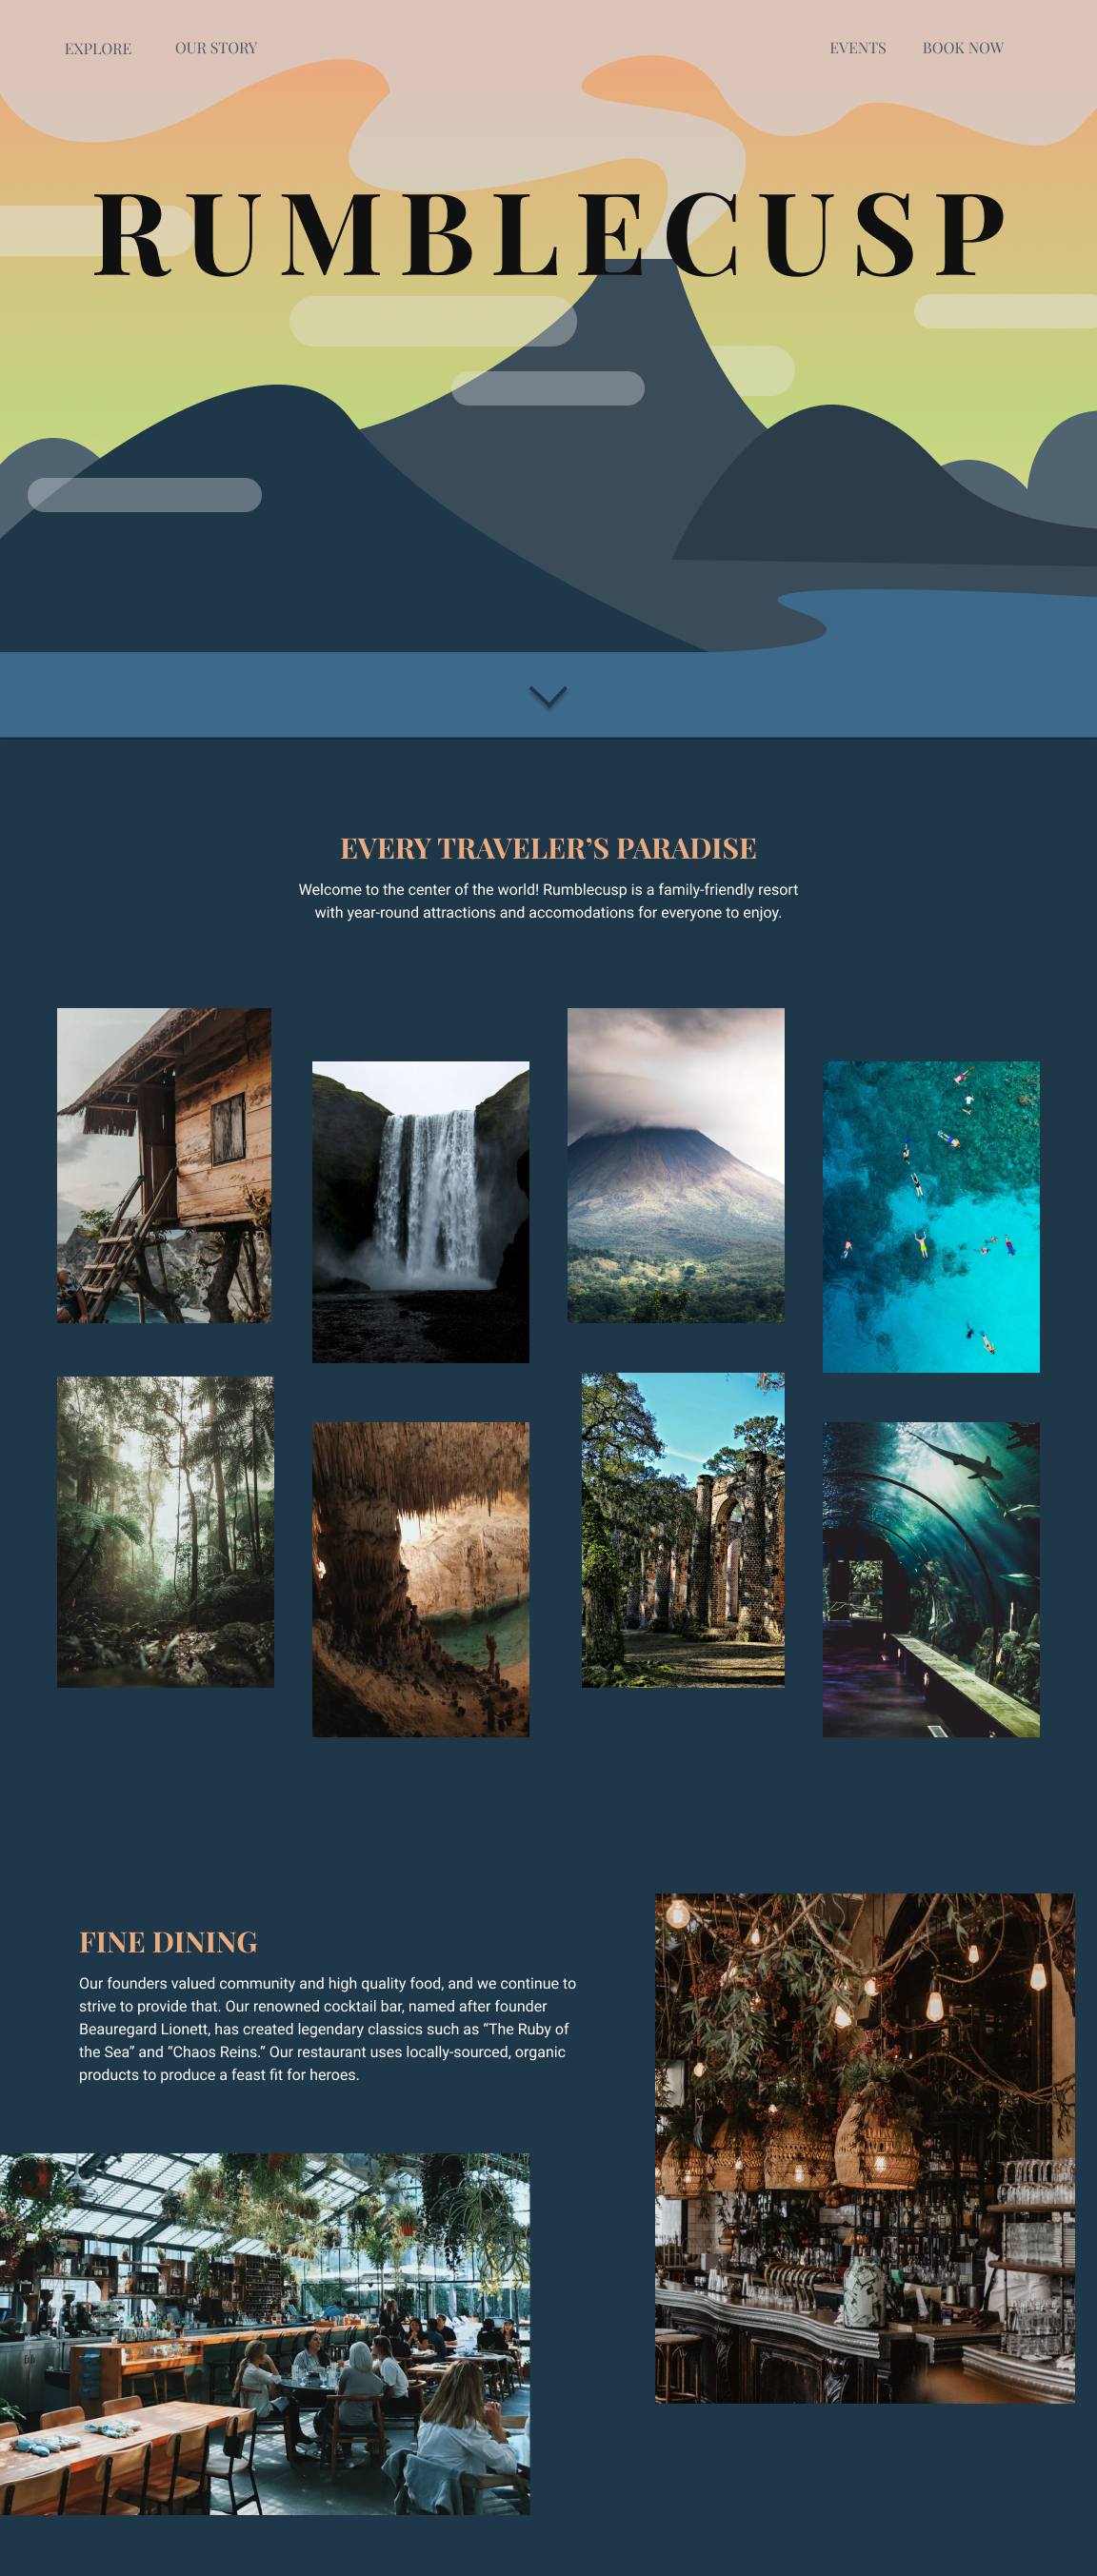 EXPLORE
OUR STORY
EVENTS
BOOK NOW
RUMBLECUSP
EVERY TRAVELER’S PARADISE
Welcome to the center of the world! Rumblecusp is a family-friendly resort
with year-round attractions and accomodations for everyone to enjoy.
FINE DINING
Our founders valued community and high quality food, and we continue to
strive to provide that. Our renowned cocktail bar, named after founder
Beauregard Lionett, has created legendary classics such as “The Ruby of
the Sea” and “Chaos Reins.” Our restaurant uses locally-sourced, organic
products to produce a feast fit for heroes.